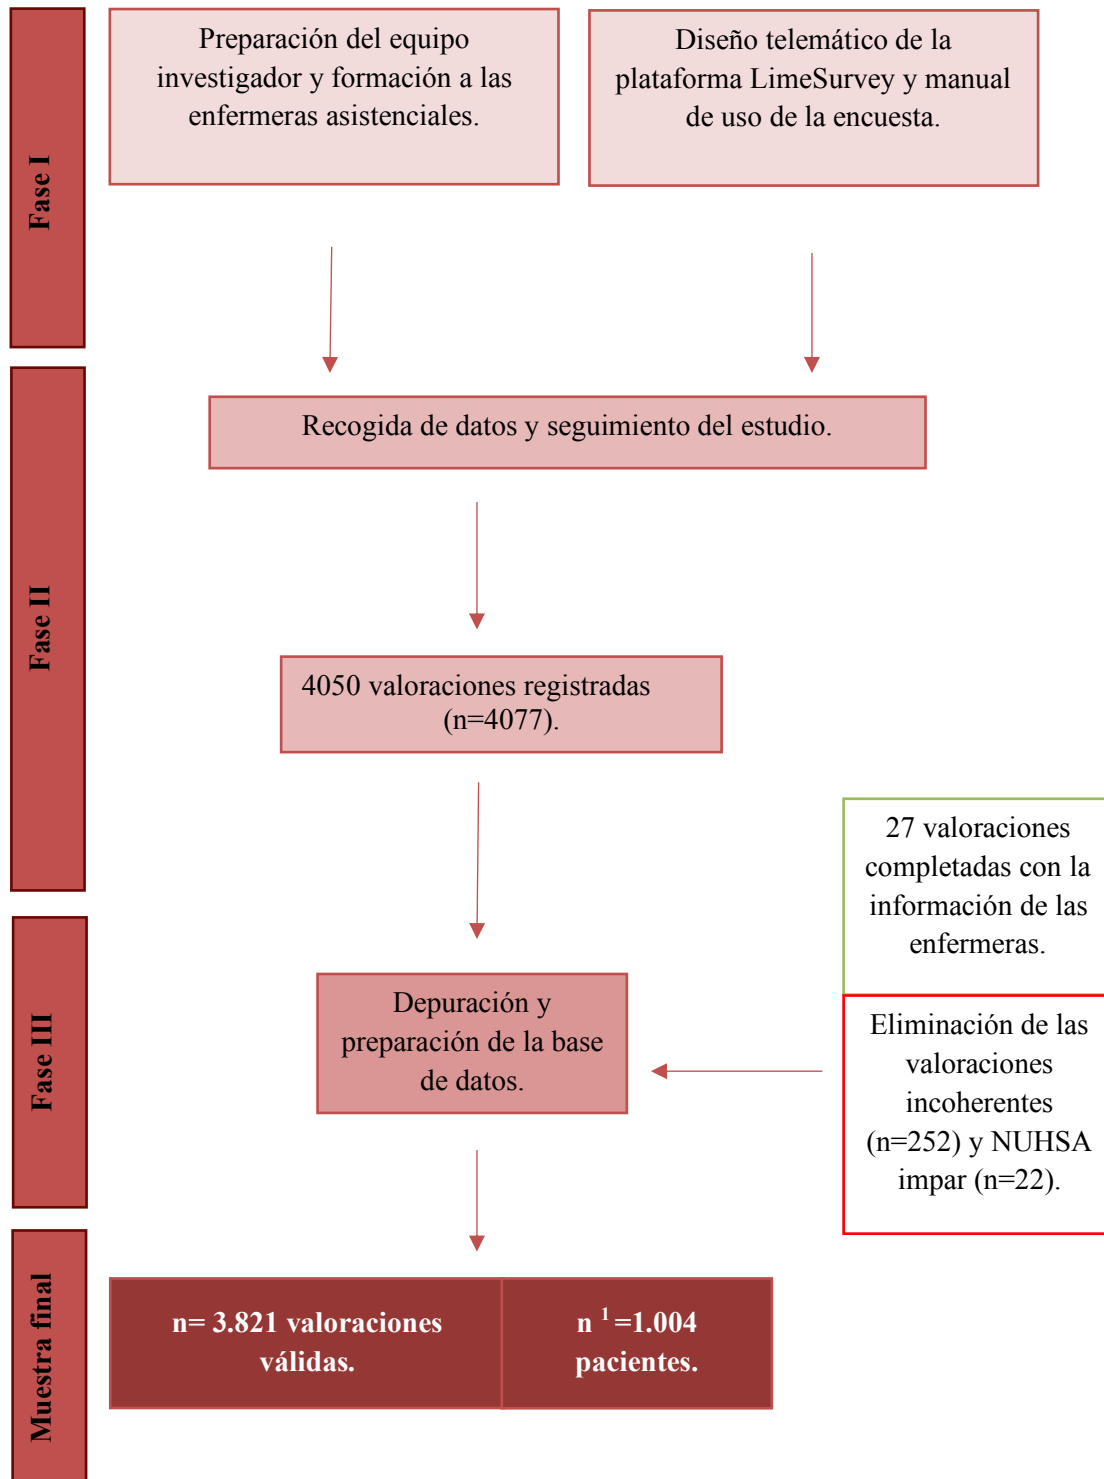 Fase I
Preparación del equipo
investigador y formación a las
enfermeras asistenciales.
Diseño telemático de la
plataforma LimeSurvey y manual
de uso de la encuesta.
Fase II
Recogida de datos y seguimiento del estudio.
4050 valoraciones registradas
(n=4077).
27 valoraciones
completadas con la
información de las
enfermeras.
Fase III
Depuración y
preparación de la base
de datos.
Eliminación de las
valoraciones
incoherentes
(n=252) y NUHSA
impar (n=22).
Muestra final
n= 3.821 valoraciones
válidas.
n ¹ =1.004
pacientes.